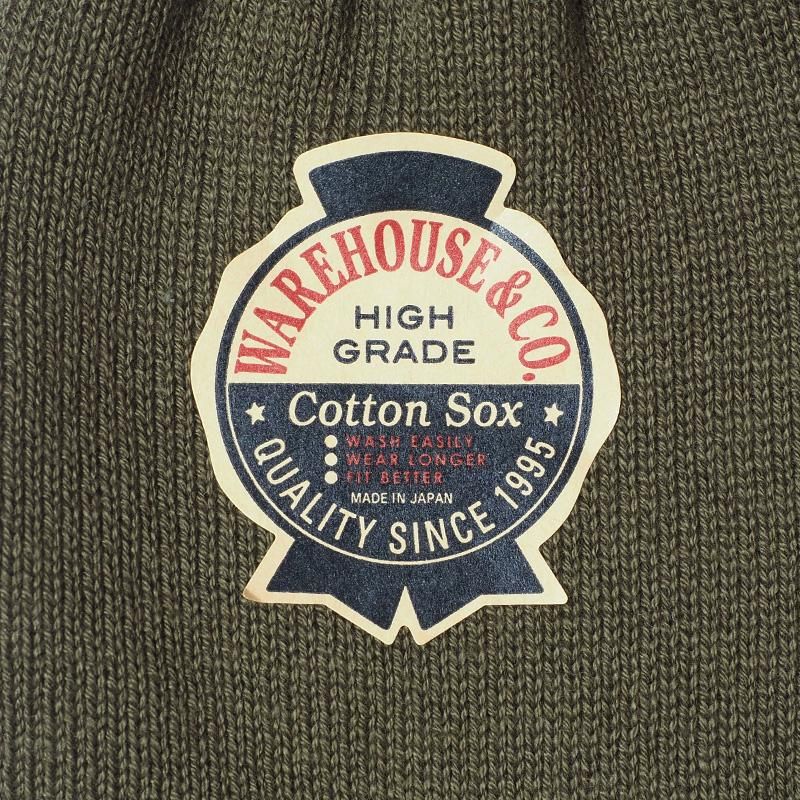 WAREHOUSE & CO.
HIGH
GRADE
Cotton Sox
WASH EASILY
WEAR LONGER
FIT BETTER
MADE IN JAPAN
QUALITY SINCE 1995